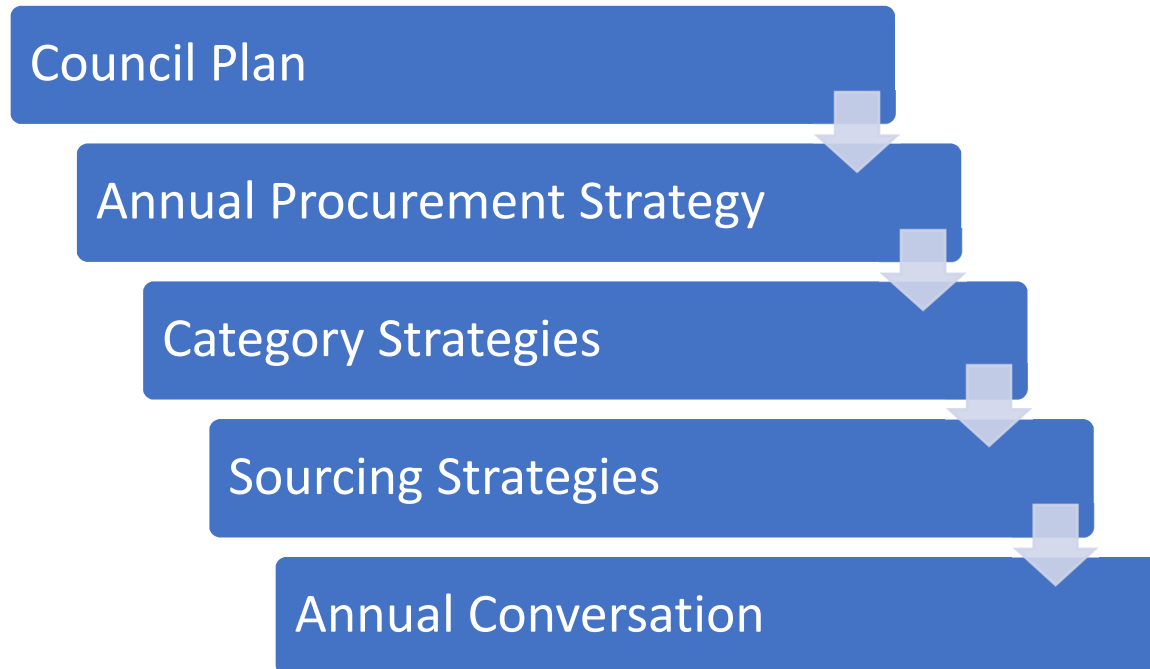 Council Plan
Annual Procurement Strategy
Category Strategies
Sourcing Strategies
Annual Conversation